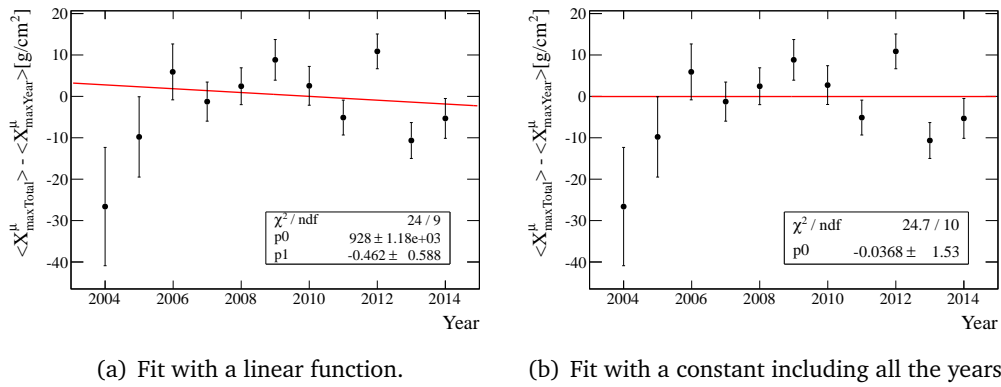 <X^μ_maxTotal> - <X^μ_maxYear>[g/cm²]
20
10
0
-10
-20
-30
-40
2004 2006 2008 2010 2012 2014
Year
χ² / ndf 24 / 9
p0 928 ± 1.18e+03
p1 -0.462 ± 0.588
(a) Fit with a linear function.
<X^μ_maxTotal> - <X^μ_maxYear>[g/cm²]
20
10
0
-10
-20
-30
-40
2004 2006 2008 2010 2012 2014
Year
χ² / ndf 24.7 / 10
p0 -0.0368 ± 1.53
(b) Fit with a constant including all the years